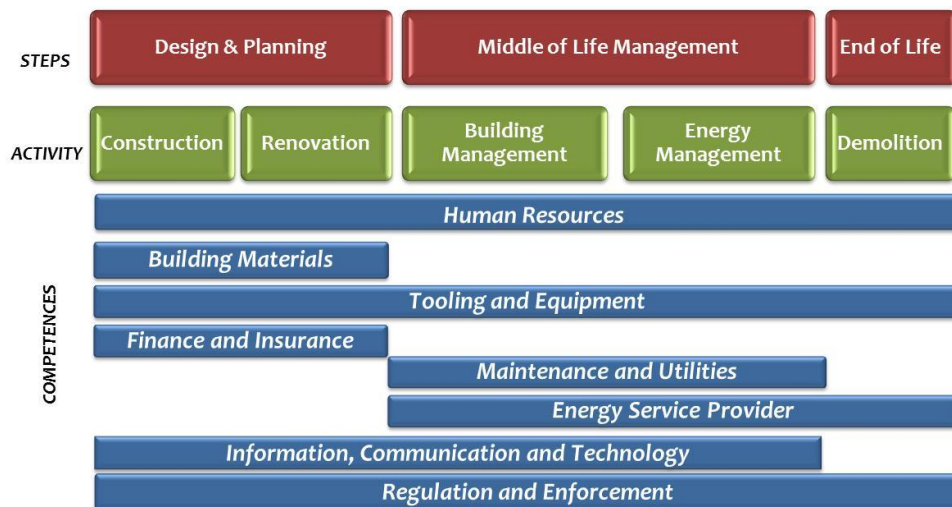 STEPS
Design & Planning
Middle of Life Management
End of Life
ACTIVITY
Construction
Renovation
Building
Management
Energy
Management
Demolition
COMPETENCES
Human Resources
Building Materials
Tooling and Equipment
Finance and Insurance
Maintenance and Utilities
Energy Service Provider
Information, Communication and Technology
Regulation and Enforcement